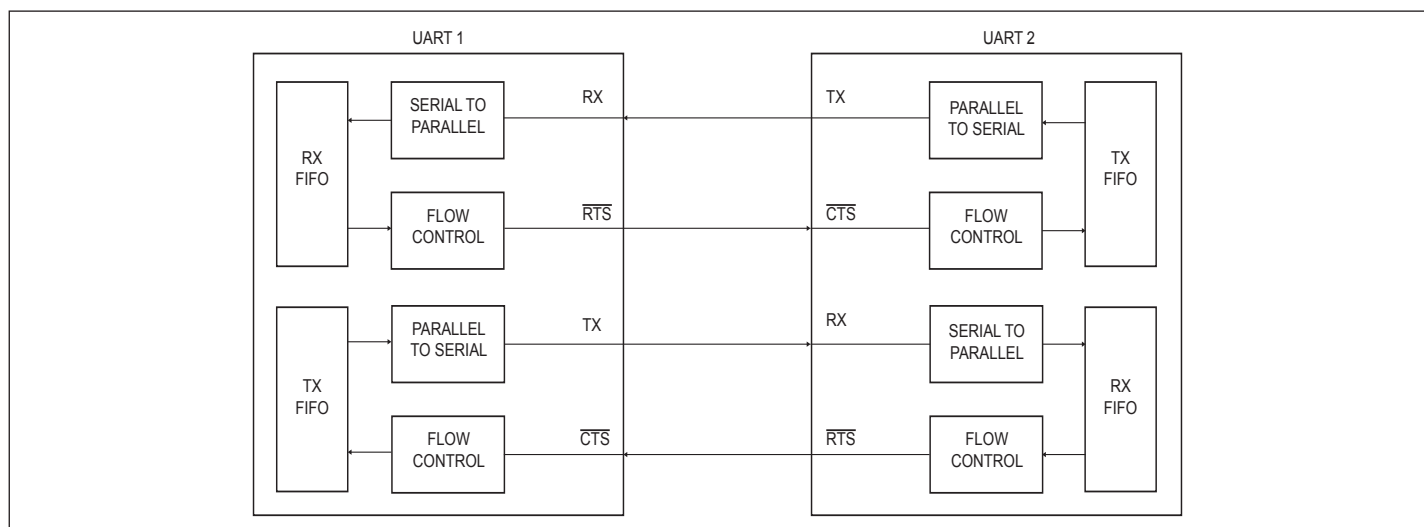 UART 1
UART 2
RX
FIFO
SERIAL TO
PARALLEL
RX
TX
PARALLEL
TO SERIAL
TX
FIFO
FLOW
CONTROL
RTS
CTS
FLOW
CONTROL
TX
FIFO
PARALLEL
TO SERIAL
TX
RX
SERIAL TO
PARALLEL
RX
FIFO
FLOW
CONTROL
CTS
RTS
FLOW
CONTROL